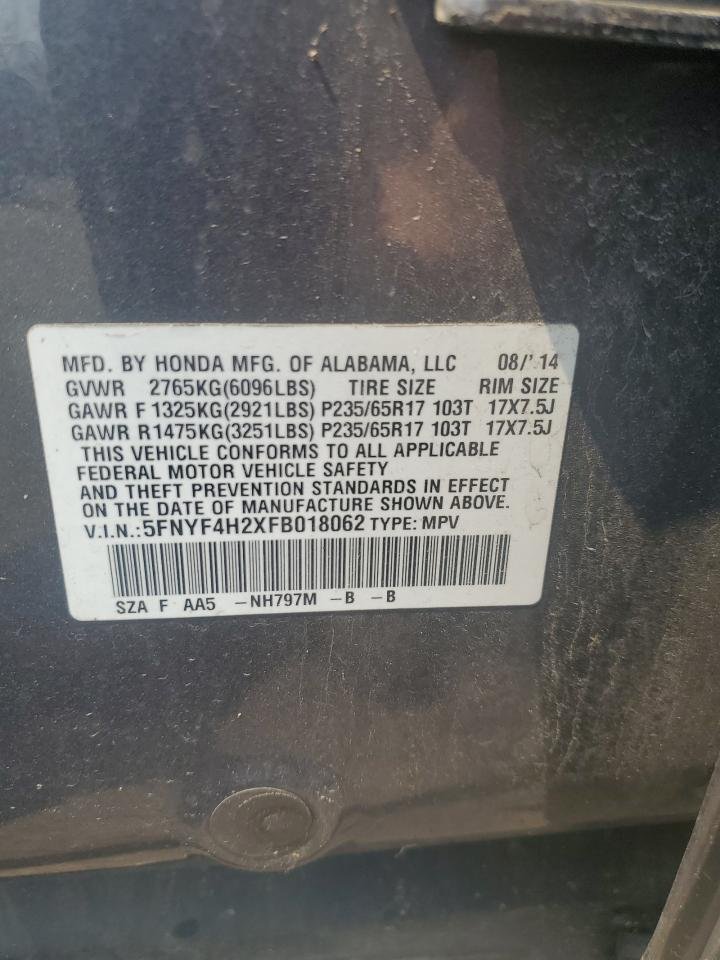 MFD. BY HONDA MFG. OF ALABAMA, LLC 08/'14
GVWR 2765KG(6096LBS) TIRE SIZE RIM SIZE
GAWR F 1325KG(2921LBS) P235/65R17 103T 17X7.5J
GAWR R1475KG(3251LBS) P235/65R17 103T 17X7.5J
THIS VEHICLE CONFORMS TO ALL APPLICABLE
FEDERAL MOTOR VEHICLE SAFETY
AND THEFT PREVENTION STANDARDS IN EFFECT
ON THE DATE OF MANUFACTURE SHOWN ABOVE.
V.I.N.:5FNYF4H2XFB018062 TYPE: MPV
SZA F AA5 -NH797M -B -B